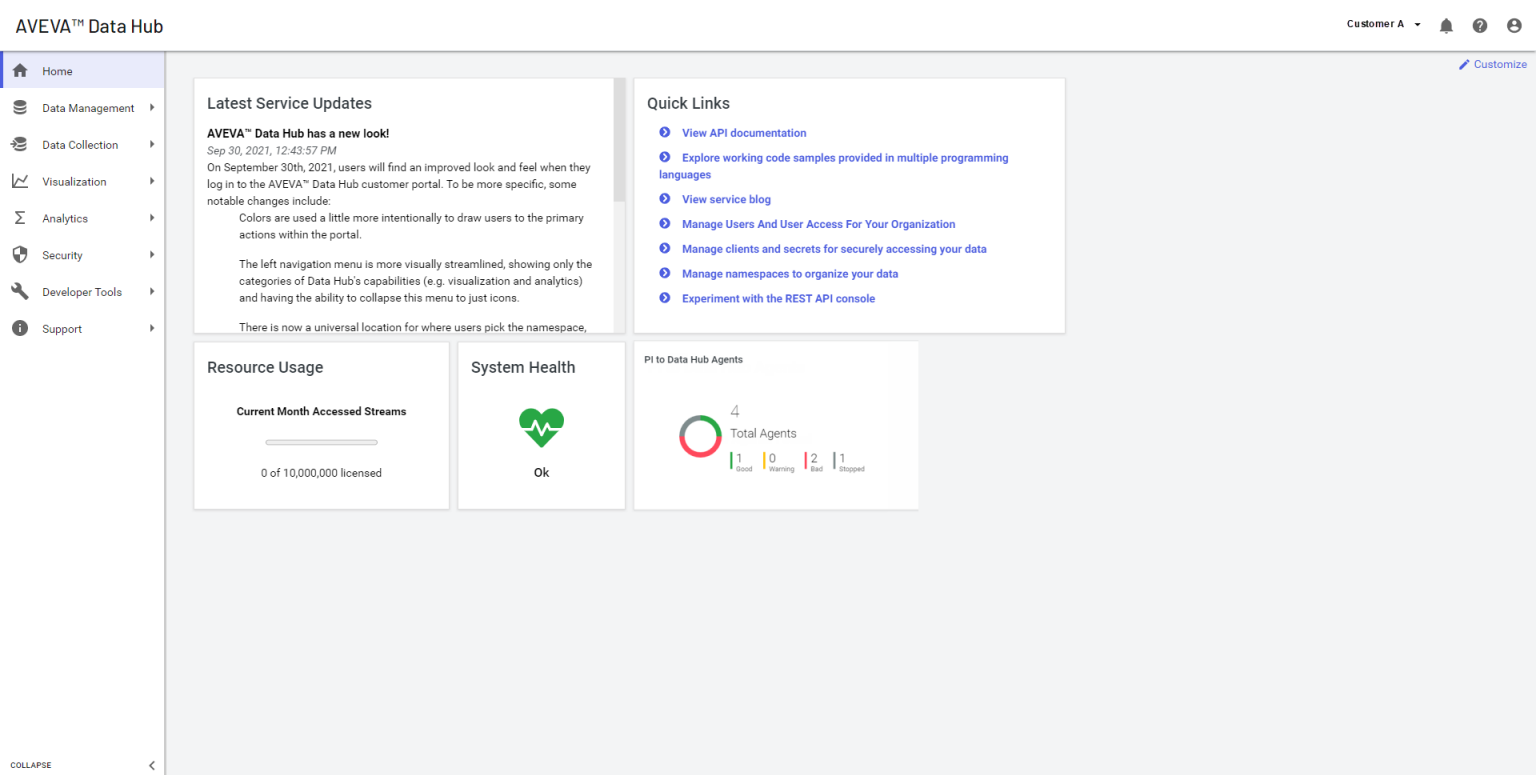 AVEVA™ Data Hub
Customer A
Home
Data Management
Data Collection
Visualization
Analytics
Security
Developer Tools
Support
COLLAPSE
Customize
Latest Service Updates
AVEVA™ Data Hub has a new look!
Sep 30, 2021, 12:43:57 PM
On September 30th, 2021, users will find an improved look and feel when they
log in to the AVEVA™ Data Hub customer portal. To be more specific, some
notable changes include:
Colors are used a little more intentionally to draw users to the primary
actions within the portal.
The left navigation menu is more visually streamlined, showing only the
categories of Data Hub's capabilities (e.g. visualization and analytics)
and having the ability to collapse this menu to just icons.
There is now a universal location for where users pick the namespace,
Quick Links
View API documentation
Explore working code samples provided in multiple programming
languages
View service blog
Manage Users And User Access For Your Organization
Manage clients and secrets for securely accessing your data
Manage namespaces to organize your data
Experiment with the REST API console
Resource Usage
Current Month Accessed Streams
0 of 10,000,000 licensed
System Health
Ok
PI to Data Hub Agents
4
Total Agents
1 0 2 1
Good Warning Bad Stopped